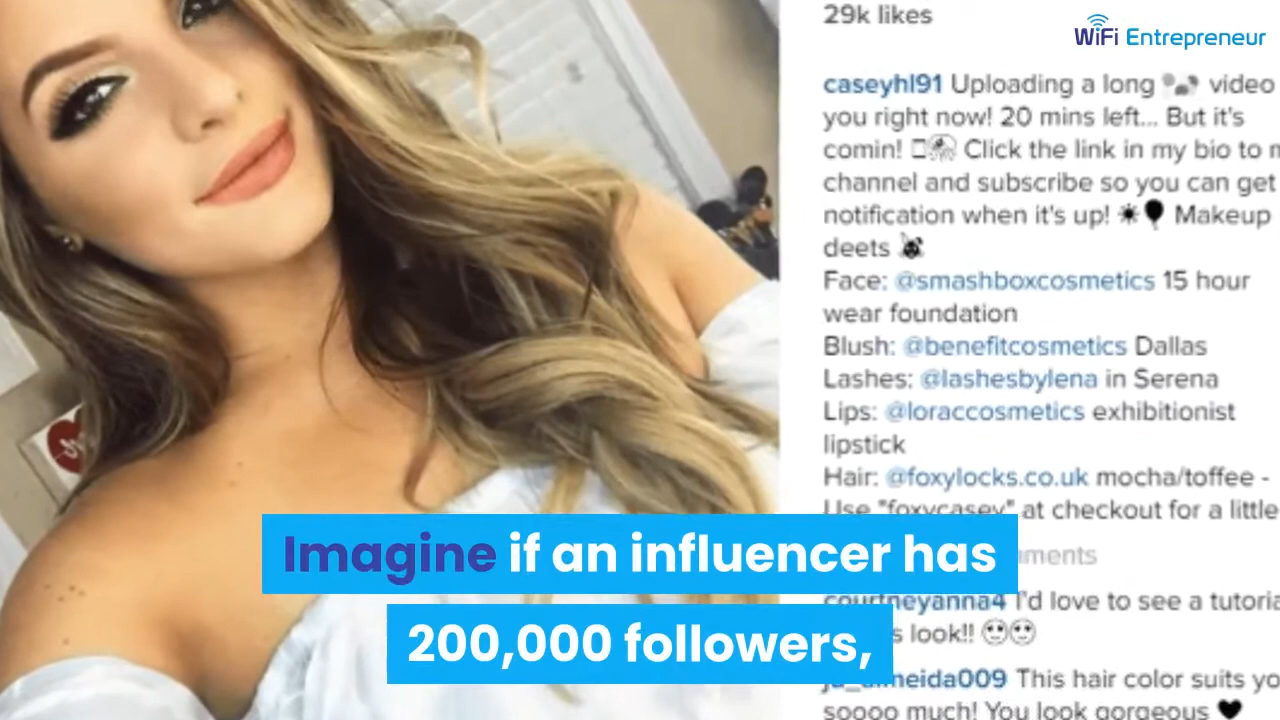 29k likes
WiFi Entrepreneur
caseyhl91 Uploading a long video
you right now! 20 mins left... But it's
comin! Click the link in my bio to
channel and subscribe so you can get
notification when it's up! Makeup
deets
Face: @smashboxcosmetics 15 hour
wear foundation
Blush: @benefitcosmetics Dallas
Lashes: @lashesbylena in Serena
Lips: @loraccosmetics exhibitionist
lipstick
Hair: @foxylocks.co.uk mocha/toffee -
Use "foxycasey" at checkout for a little
Imagine if an influencer has
courtneyanna4 I'd love to see a
200,000 followers,
look!!
This hair color suits
soooo much! You look gorgeous